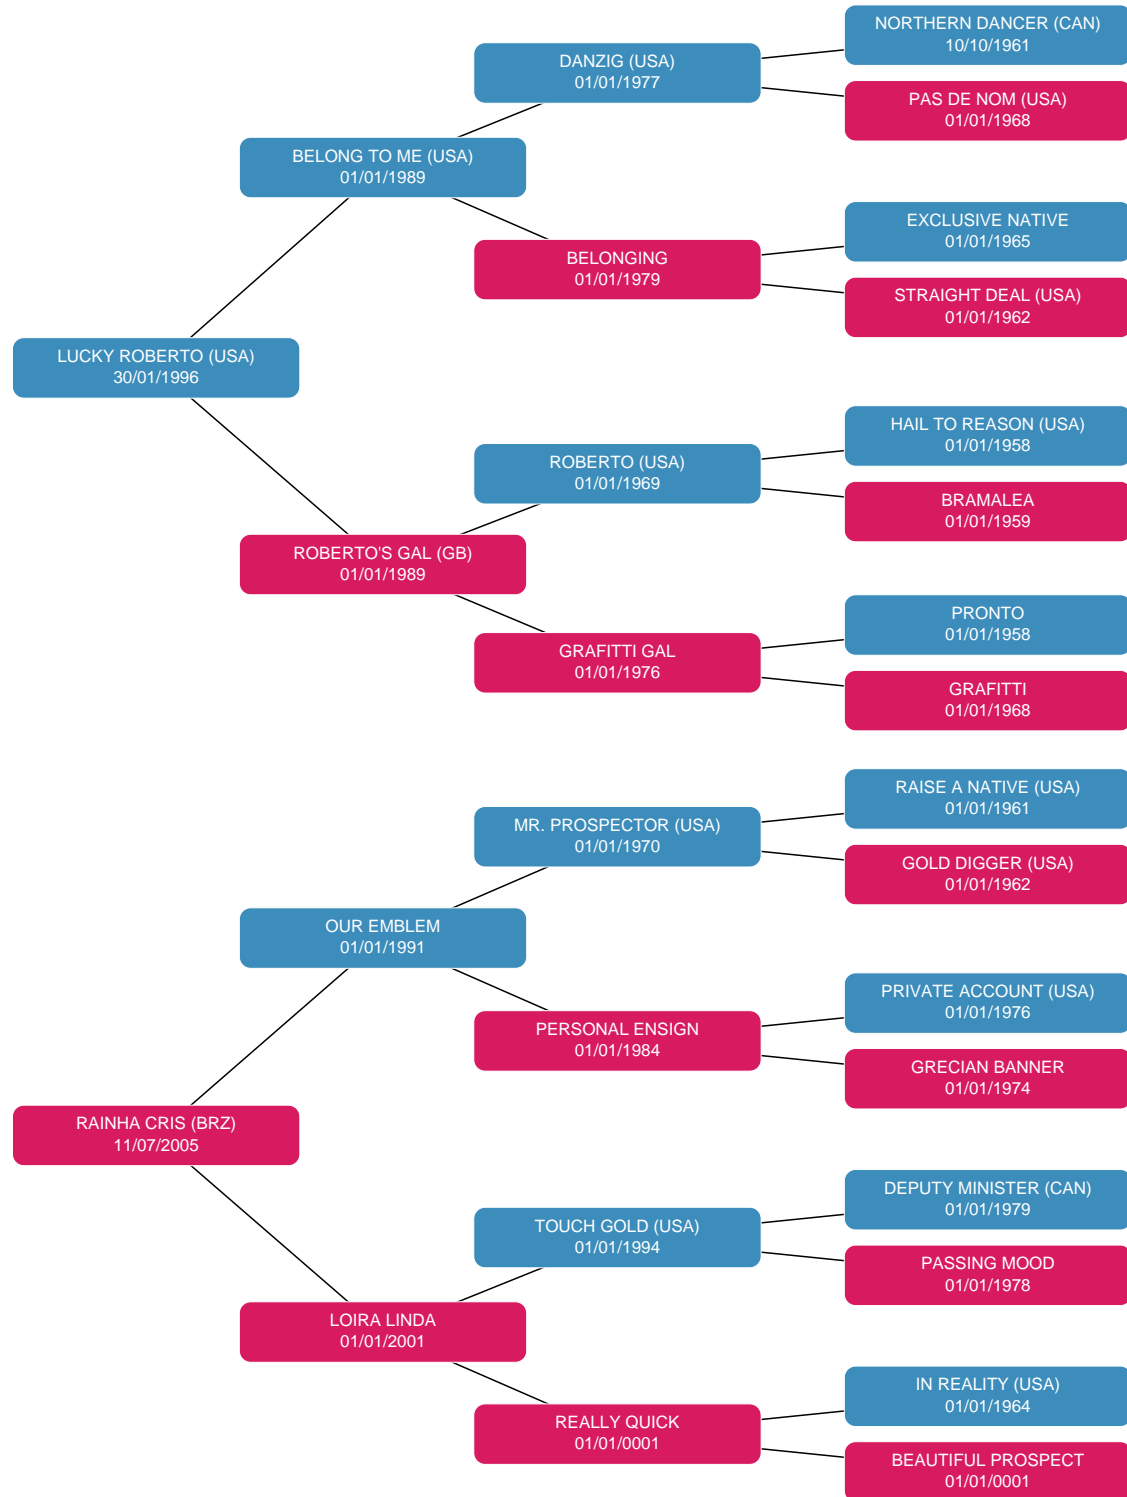 NORTHERN DANCER (CAN)
10/10/1961
DANZIG (USA)
01/01/1977
PAS DE NOM (USA)
01/01/1968
BELONG TO ME (USA)
01/01/1989
EXCLUSIVE NATIVE
01/01/1965
BELONGING
01/01/1979
STRAIGHT DEAL (USA)
01/01/1962
LUCKY ROBERTO (USA)
30/01/1996
HAIL TO REASON (USA)
01/01/1958
ROBERTO (USA)
01/01/1969
BRAMALEA
01/01/1959
ROBERTO'S GAL (GB)
01/01/1989
PRONTO
01/01/1958
GRAFITTI GAL
01/01/1976
GRAFITTI
01/01/1968
RAISE A NATIVE (USA)
01/01/1961
MR. PROSPECTOR (USA)
01/01/1970
GOLD DIGGER (USA)
01/01/1962
OUR EMBLEM
01/01/1991
PRIVATE ACCOUNT (USA)
01/01/1976
PERSONAL ENSIGN
01/01/1984
GRECIAN BANNER
01/01/1974
RAINHA CRIS (BRZ)
11/07/2005
DEPUTY MINISTER (CAN)
01/01/1979
TOUCH GOLD (USA)
01/01/1994
PASSING MOOD
01/01/1978
LOIRA LINDA
01/01/2001
IN REALITY (USA)
01/01/1964
REALLY QUICK
01/01/0001
BEAUTIFUL PROSPECT
01/01/0001